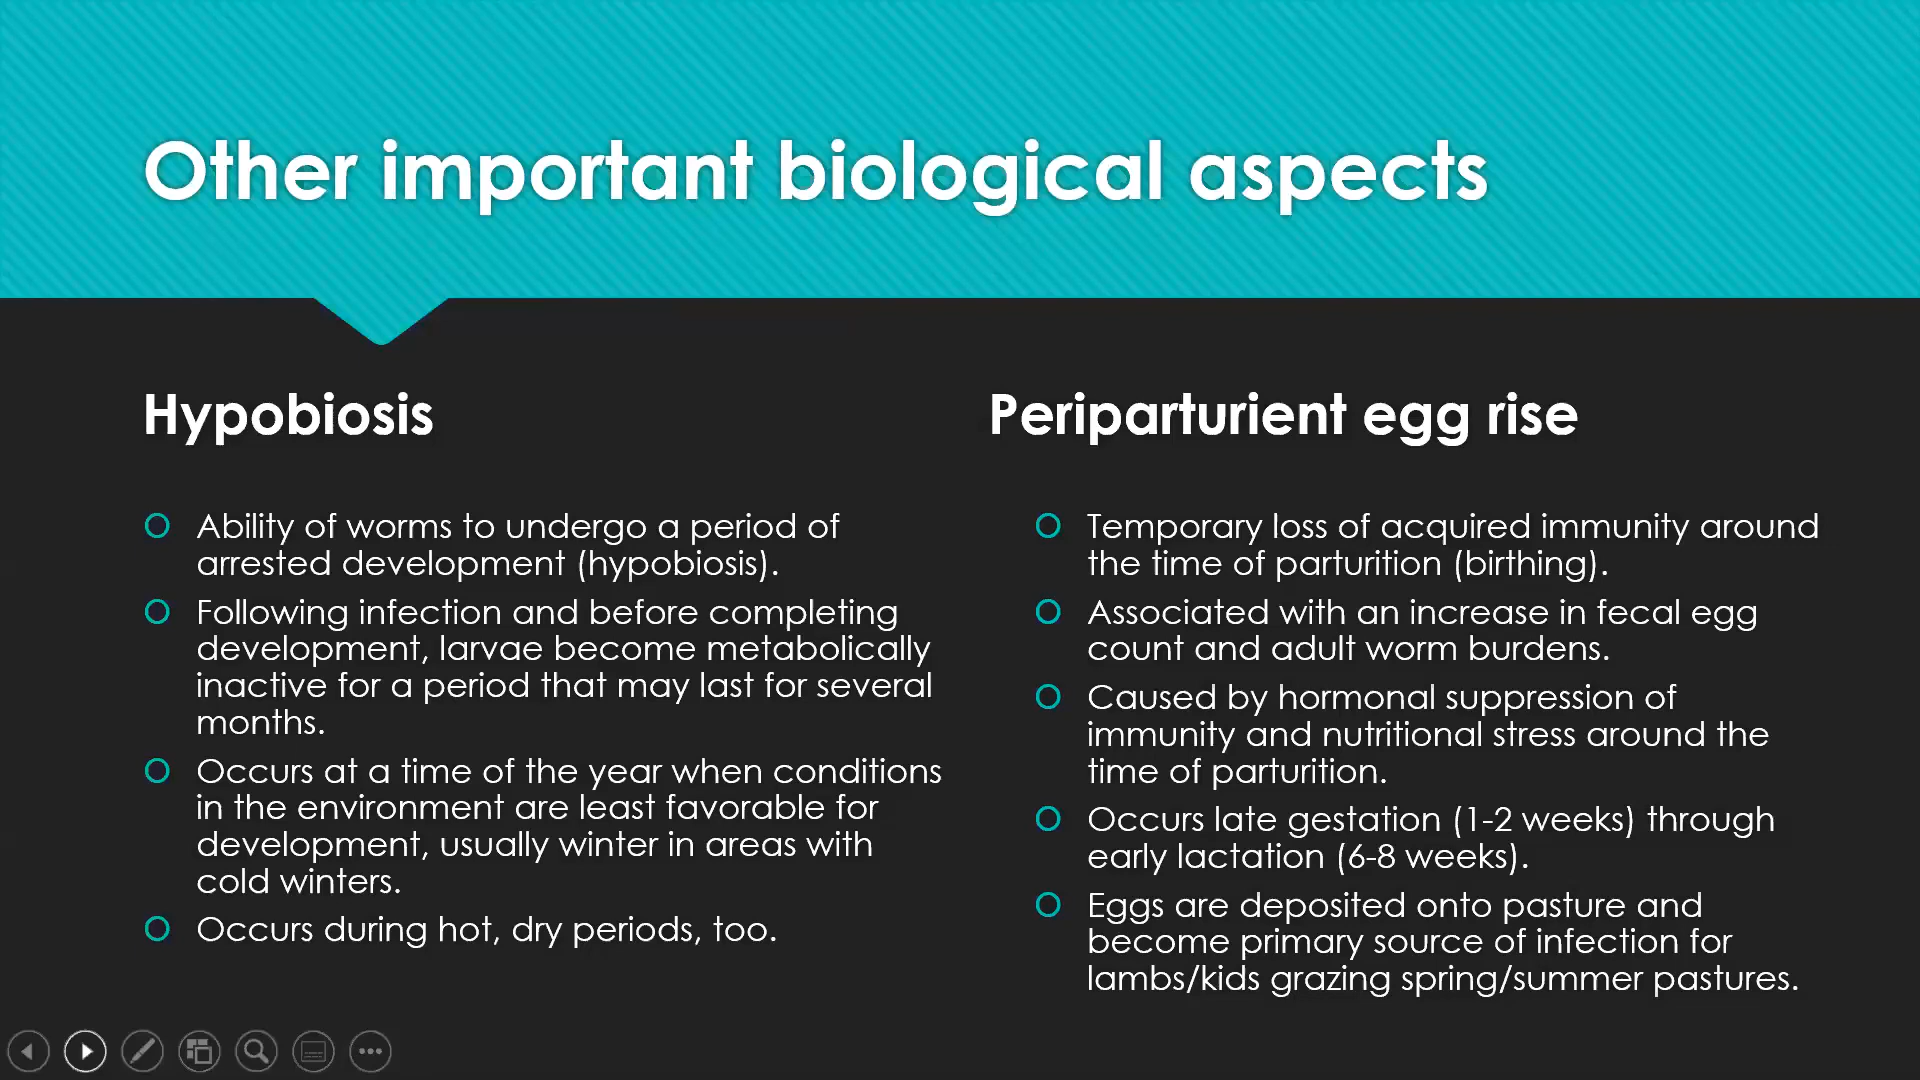 Other important biological aspects
Hypobiosis
Ability of worms to undergo a period of
arrested development (hypobiosis).
Following infection and before completing
development, larvae become metabolically
inactive for a period that may last for several
months.
Occurs at a time of the year when conditions
in the environment are least favorable for
development, usually winter in areas with
cold winters.
Occurs during hot, dry periods, too.
Periparturient egg rise
Temporary loss of acquired immunity around
the time of parturition (birthing).
Associated with an increase in fecal egg
count and adult worm burdens.
Caused by hormonal suppression of
immunity and nutritional stress around the
time of parturition.
Occurs late gestation (1-2 weeks) through
early lactation (6-8 weeks).
Eggs are deposited onto pasture and
become primary source of infection for
lambs/kids grazing spring/summer pastures.